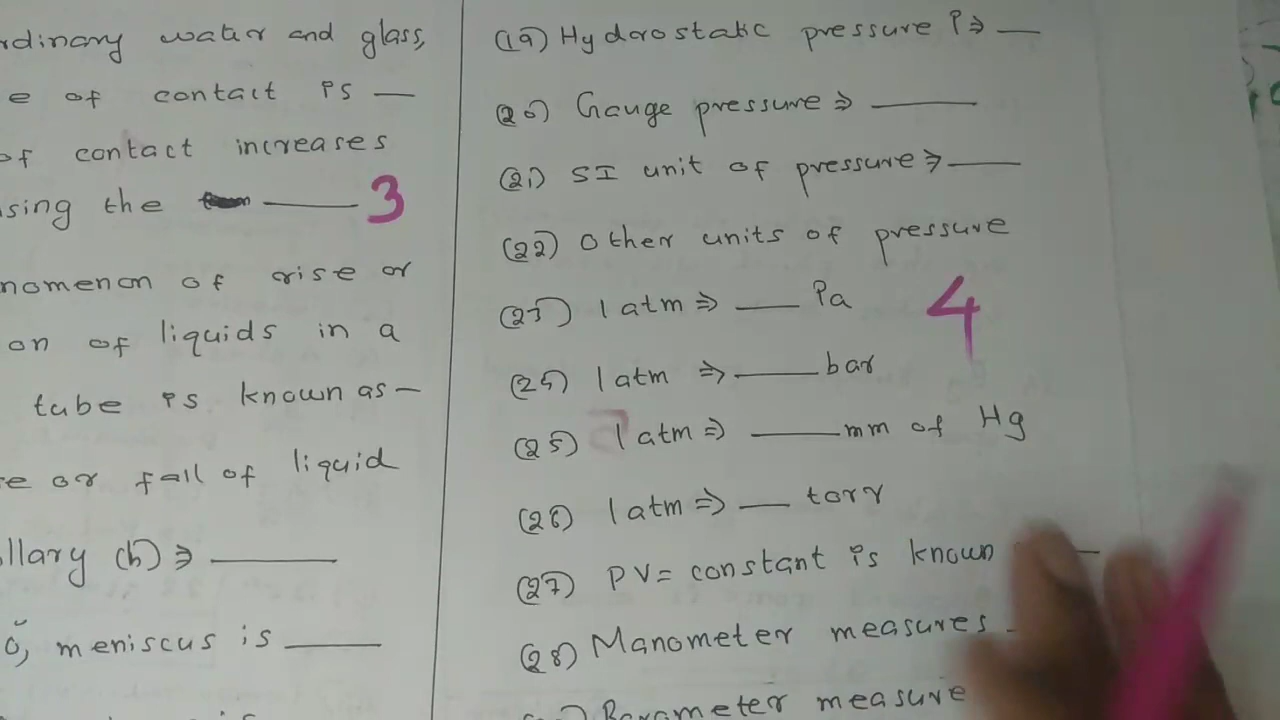 rdinary water and glass,
e of contact is —
of contact increases
sing the —— 3
nomenon of rise or
on of liquids in a
tube is known as —
e or fall of liquid
llary (h) ⇒ ——
0, meniscus is ——
(19) Hydrostatic pressure P ⇒ —
(20) Gauge pressure ⇒ ——
(21) SI unit of pressure ⇒ ——
(22) Other units of pressure
(23) 1 atm ⇒ —— Pa
4
(24) 1 atm ⇒ —— bar
(25) 1 atm ⇒ —— mm of Hg
(26) 1 atm ⇒ — torr
(27) PV = constant is known —
(28) Manometer measures —
Barometer measure